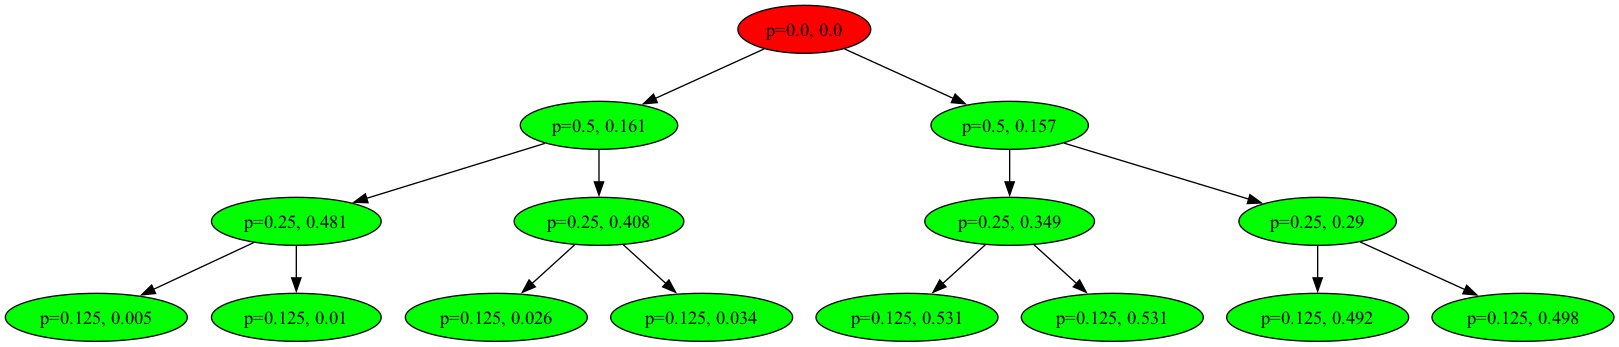 p=0.0, 0.0
p=0.5, 0.161
p=0.5, 0.157
p=0.25, 0.481
p=0.25, 0.408
p=0.25, 0.349
p=0.25, 0.29
p=0.125, 0.005
p=0.125, 0.01
p=0.125, 0.026
p=0.125, 0.034
p=0.125, 0.531
p=0.125, 0.531
p=0.125, 0.492
p=0.125, 0.498